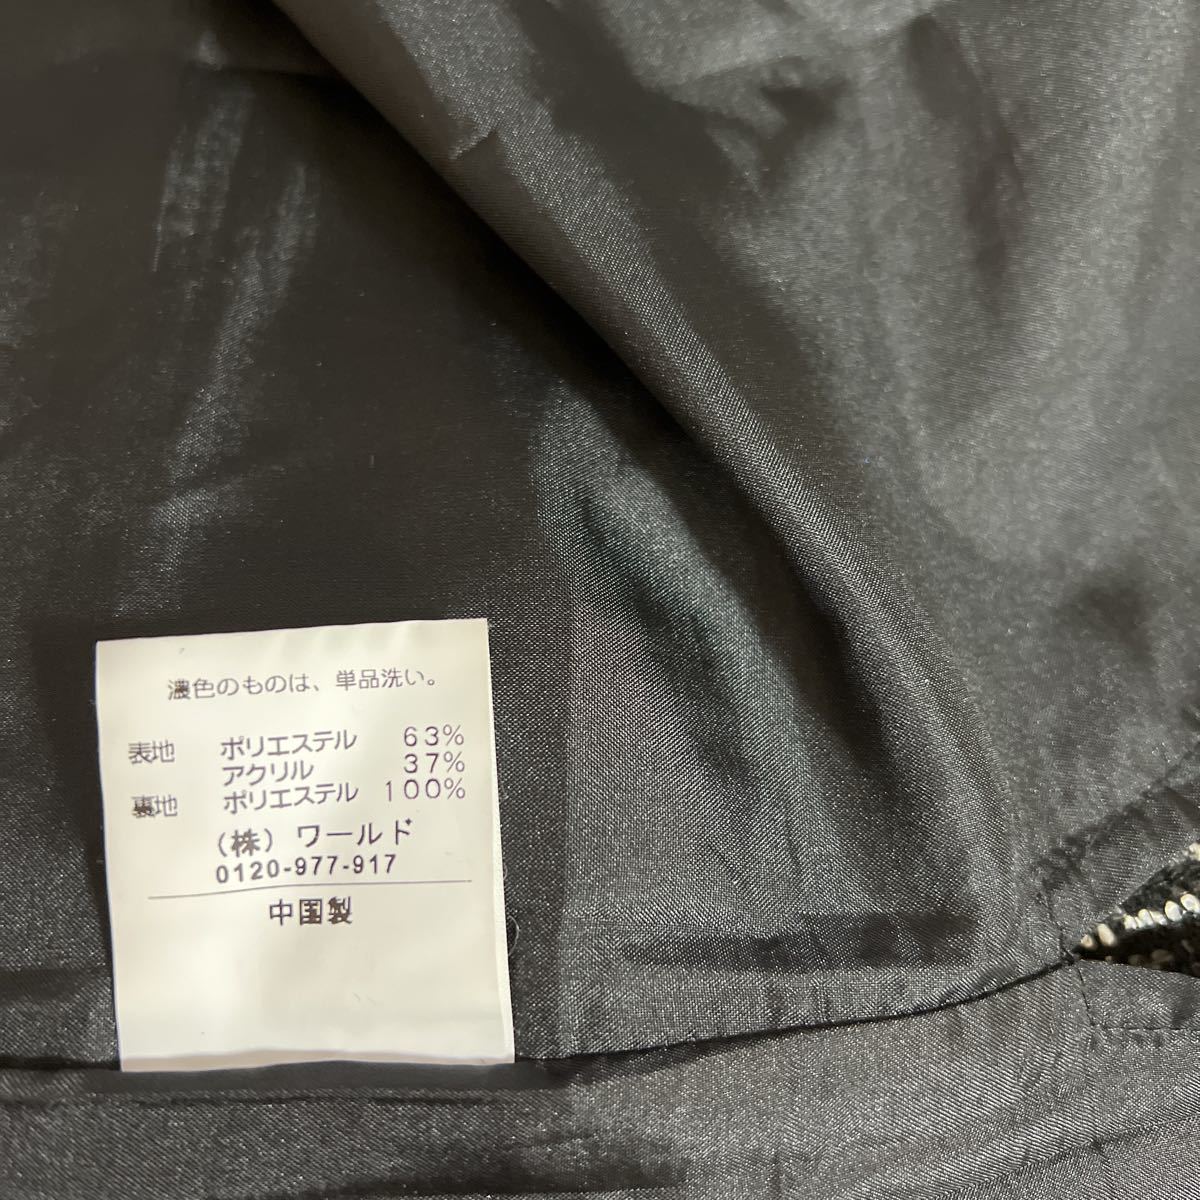 濃色のものは、単品洗い。
表地 ポリエステル 63%
アクリル 37%
裏地 ポリエステル 100%
(株) ワールド
0120-977-917
中国製